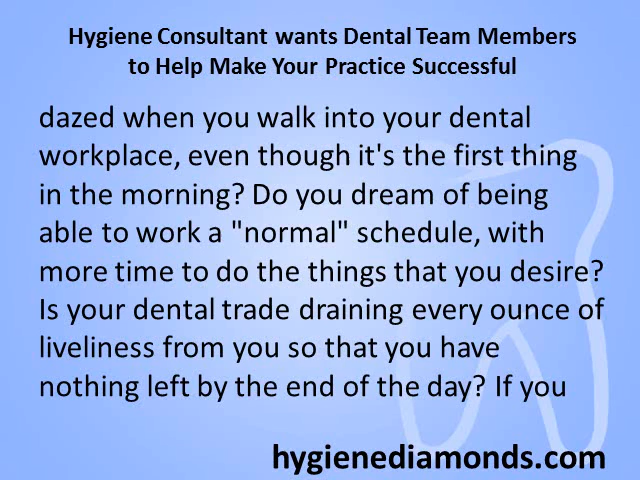 Hygiene Consultant wants Dental Team Members
to Help Make Your Practice Successful
dazed when you walk into your dental
workplace, even though it's the first thing
in the morning? Do you dream of being
able to work a "normal" schedule, with
more time to do the things that you desire?
Is your dental trade draining every ounce of
liveliness from you so that you have
nothing left by the end of the day? If you
hygienediamonds.com